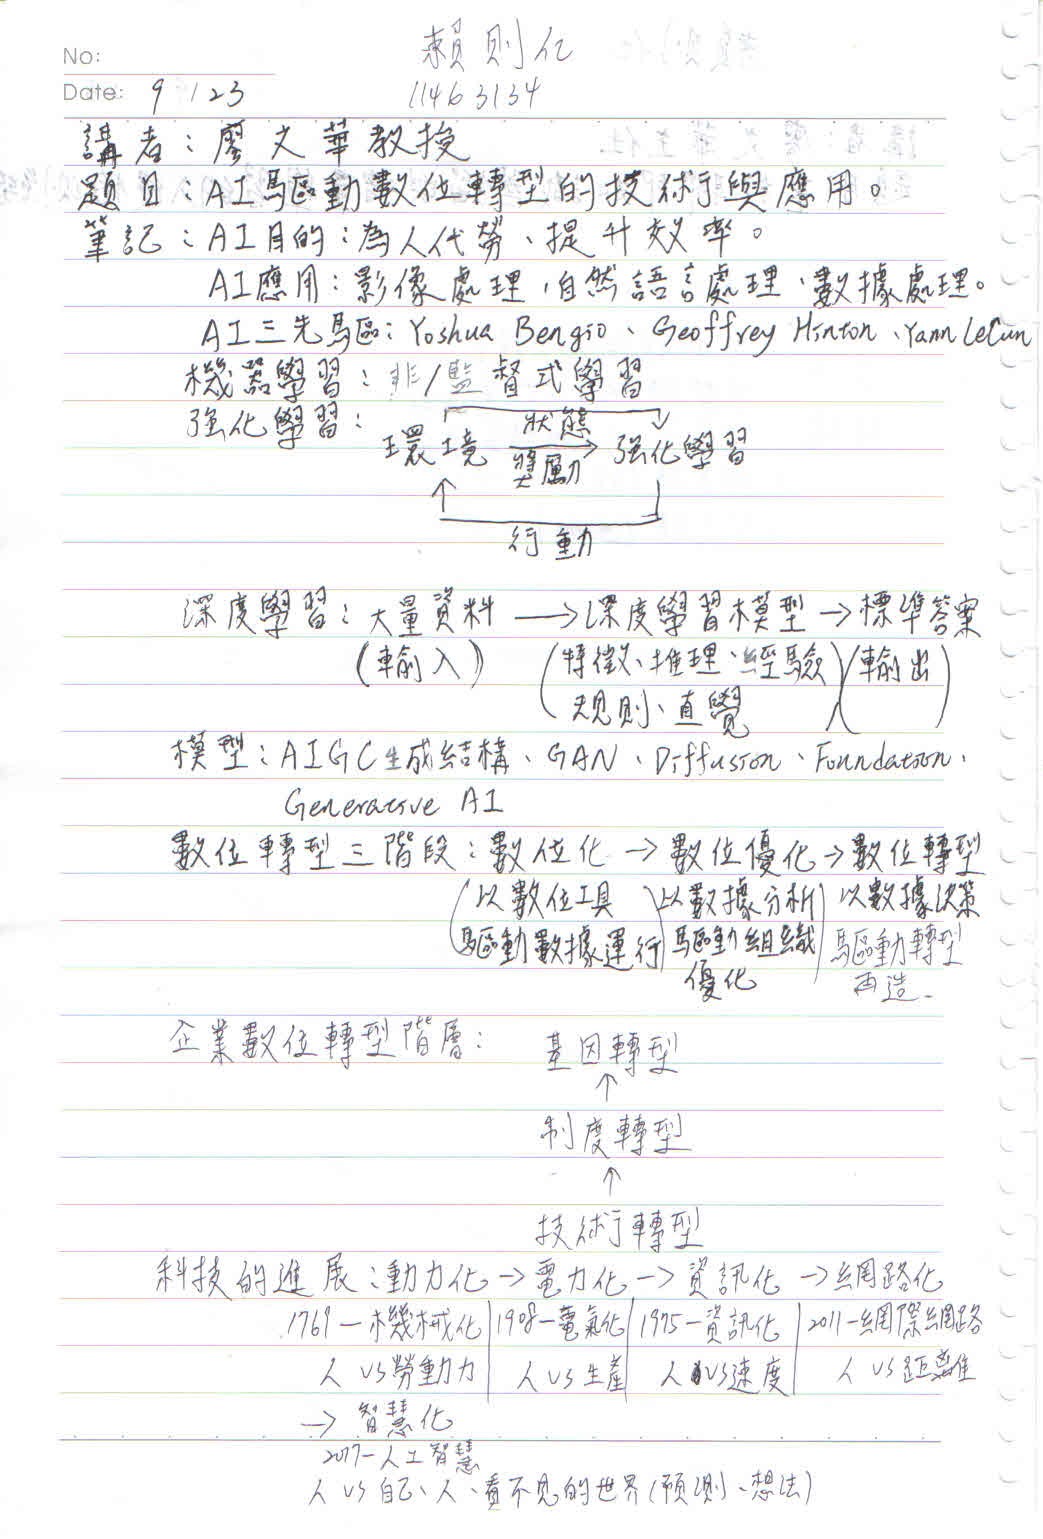 賴則仁
No:
Date: 9/23
11463134
講者：廖文華教授
題目：AI驅動數位轉型的技術與應用。
筆記：AI目的：為人代勞、提升效率。
AI應用：影像處理、自然語言處理、數據處理。
AI三先驅：Yoshua Bengio、Geoffrey Hinton、Yann LeCun
機器學習：非/監督式學習
強化學習：
狀態
環境 → 強化學習
獎勵
行動
深度學習：大量資料 → 深度學習模型 → 標準答案
(輸入) (特徵、推理、經驗 (輸出)
規則、直覺)
模型：AIGC生成結構、GAN、Diffusion、Foundation、
Generative AI
數位轉型三階段：數位化 → 數位優化 → 數位轉型
(以數位工具 以數據分析 以數據決策
驅動數據運行) 驅動組織 驅動轉型
優化 再造
企業數位轉型階層：
基因轉型
↑
制度轉型
↑
技術轉型
科技的進展：動力化 → 電力化 → 資訊化 → 網路化
1769－機械化 | 1908－電氣化 | 1975－資訊化 | 2011－網際網路
人 vs 勞動力 | 人 vs 生產 | 人 vs 速度 | 人 vs 距離
→ 智慧化
2017－人工智慧
人 vs 自己、人、看不見的世界(預測、想法)